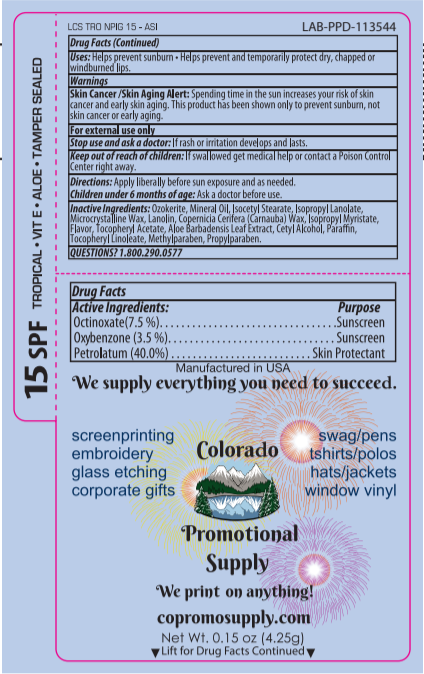 LCS TRO NPIG 15 - ASI
LAB-PPD-113544
Drug Facts (Continued)
Uses: Helps prevent sunburn • Helps prevent and temporarily protect dry, chapped or
windburned lips.
Warnings
Skin Cancer /Skin Aging Alert: Spending time in the sun increases your risk of skin
cancer and early skin aging. This product has been shown only to prevent sunburn, not
skin cancer or early aging.
For external use only
Stop use and ask a doctor: If rash or irritation develops and lasts.
Keep out of reach of children: If swallowed get medical help or contact a Poison Control
Center right away.
Directions: Apply liberally before sun exposure and as needed.
Children under 6 months of age: Ask a doctor before use.
Inactive Ingredients: Ozokerite, Mineral Oil, Isocetyl Stearate, Isopropyl Lanolate,
Microcrystalline Wax, Lanolin, Copernicia Cerifera (Carnauba) Wax, Isopropyl Myristate,
Flavor, Tocopheryl Acetate, Aloe Barbadensis Leaf Extract, Cetyl Alcohol, Paraffin,
Tocopheryl Linoleate, Methylparaben, Propylparaben.
QUESTIONS? 1.800.290.0577
15 SPF TROPICAL • VIT E • ALOE • TAMPER SEALED
Drug Facts
Active Ingredients: Purpose
Octinoxate(7.5 %)..............................Sunscreen
Oxybenzone (3.5 %)..............................Sunscreen
Petrolatum (40.0%)........................Skin Protectant
Manufactured in USA
We supply everything you need to succeed.
screenprinting
embroidery
glass etching
corporate gifts
Colorado
swag/pens
tshirts/polos
hats/jackets
window vinyl
Promotional
Supply
We print on anything!
copromosupply.com
Net Wt. 0.15 oz (4.25g)
▼Lift for Drug Facts Continued▼